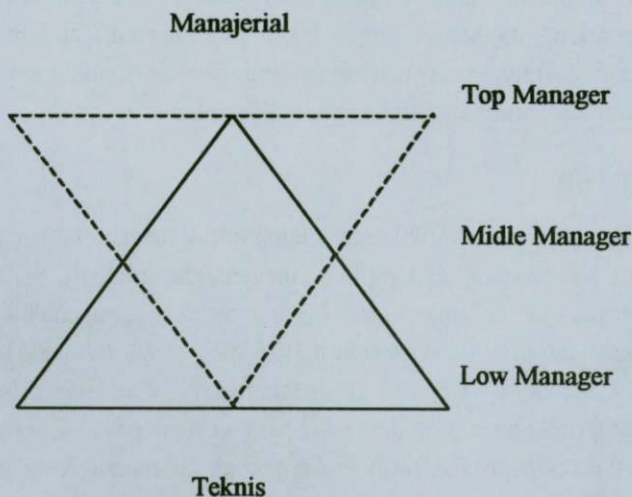 Manajerial
Top Manager
Midle Manager
Low Manager
Teknis